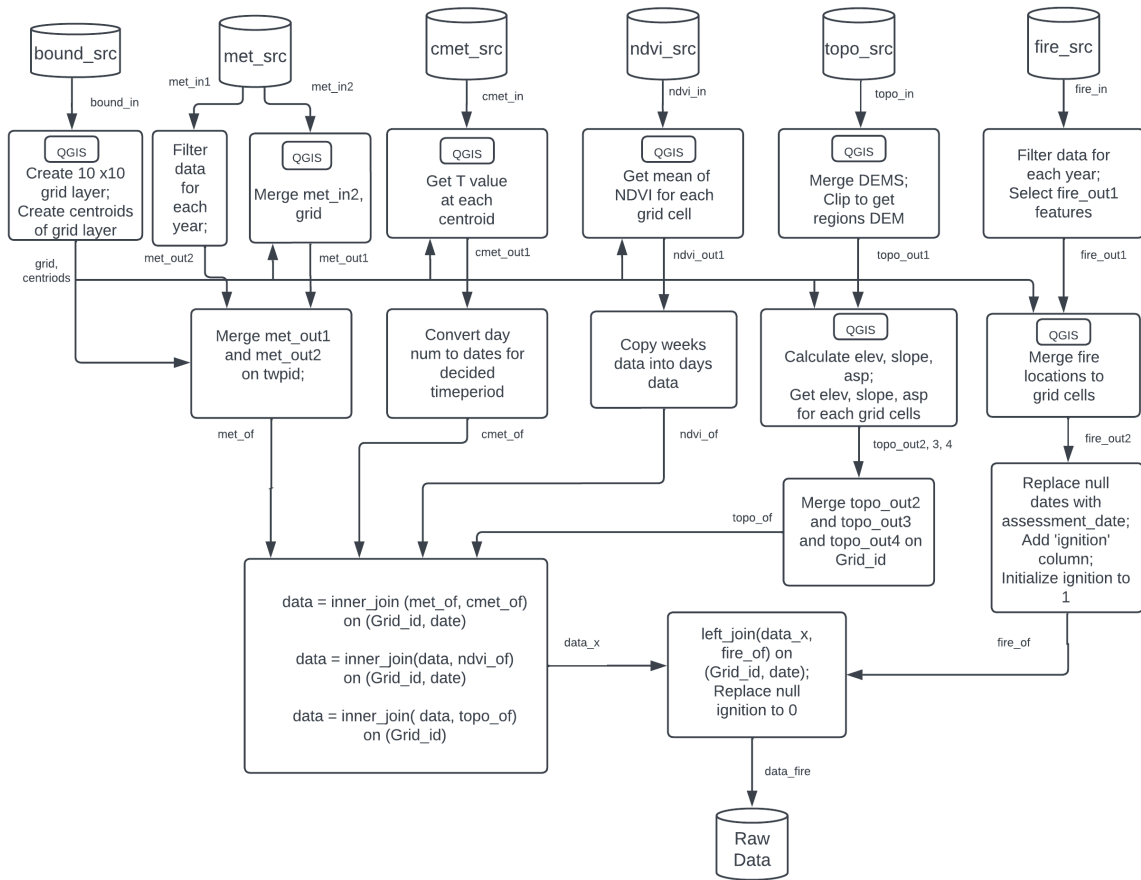 bound_src
met_src
cmet_src
ndvi_src
topo_src
fire_src
bound_in
met_in1
met_in2
cmet_in
ndvi_in
topo_in
fire_in
QGIS
Create 10 x10
grid layer;
Create centroids
of grid layer
Filter
data
for
each
year;
QGIS
Merge met_in2,
grid
QGIS
Get T value
at each
centroid
QGIS
Get mean of
NDVI for each
grid cell
QGIS
Merge DEMS;
Clip to get
regions DEM
Filter data for
each year;
Select fire_out1
features
grid,
centriods
met_out2
met_out1
cmet_out1
ndvi_out1
topo_out1
fire_out1
Merge met_out1
and met_out2
on twpid;
Convert day
num to dates for
decided
timeperiod
Copy weeks
data into days
data
QGIS
Calculate elev, slope,
asp;
Get elev, slope, asp
for each grid cells
QGIS
Merge fire
locations to
grid cells
met_of
cmet_of
ndvi_of
topo_out2, 3, 4
fire_out2
topo_of
Merge topo_out2
and topo_out3
and topo_out4 on
Grid_id
Replace null
dates with
assessment_date;
Add 'ignition'
column;
Initialize ignition to
1
data = inner_join (met_of, cmet_of)
on (Grid_id, date)
data = inner_join(data, ndvi_of)
on (Grid_id, date)
data = inner_join( data, topo_of)
on (Grid_id)
data_x
left_join(data_x,
fire_of) on
(Grid_id, date);
Replace null
ignition to 0
fire_of
data_fire
Raw
Data